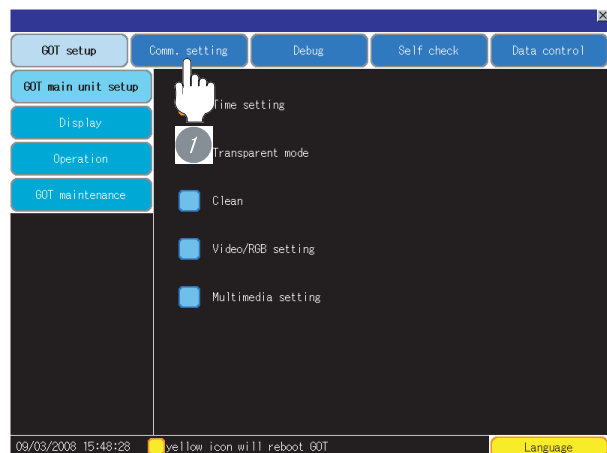 GOT setup
Comm. setting
Debug
Self check
Data control
GOT main unit setup
Display
Operation
GOT maintenance
Time setting
1
Transparent mode
Clean
Video/RGB setting
Multimedia setting
09/03/2008 15:48:28
yellow icon will reboot GOT
Language